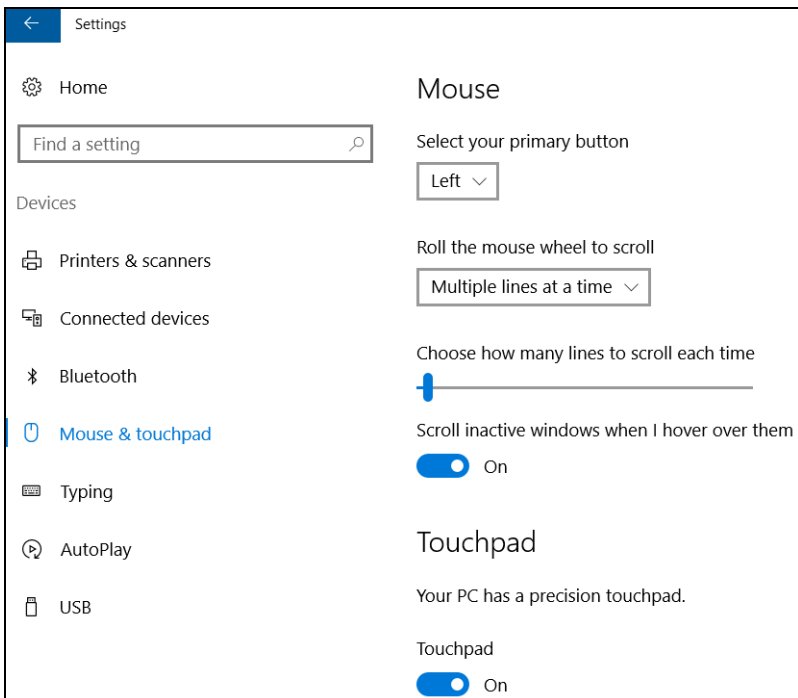 Settings
Home
Find a setting
Devices
Printers & scanners
Connected devices
Bluetooth
Mouse & touchpad
Typing
AutoPlay
USB
Mouse
Select your primary button
Left
Roll the mouse wheel to scroll
Multiple lines at a time
Choose how many lines to scroll each time
Scroll inactive windows when I hover over them
On
Touchpad
Your PC has a precision touchpad.
Touchpad
On